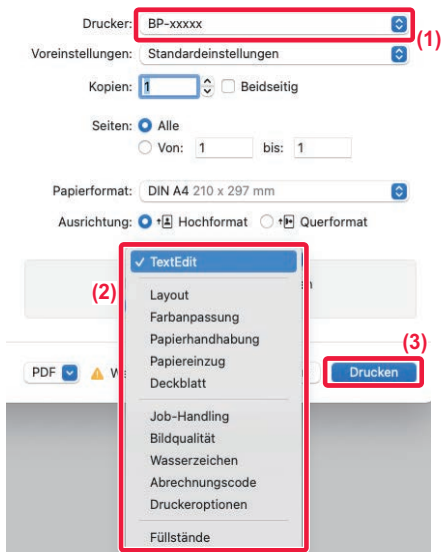 Drucker: BP-xxxxx
(1)
Voreinstellungen: Standardeinstellungen
Kopien: 1 Beidseitig
Seiten: Alle
Von: 1 bis: 1
Papierformat: DIN A4 210 x 297 mm
Ausrichtung: Hochformat Querformat
(2)
✓ TextEdit
Layout
Farbanpassung
Papierhandhabung
Papiereinzug
Deckblatt
Job-Handling
Bildqualität
Wasserzeichen
Abrechnungscode
Druckeroptionen
Füllstände
(3)
PDF Drucken